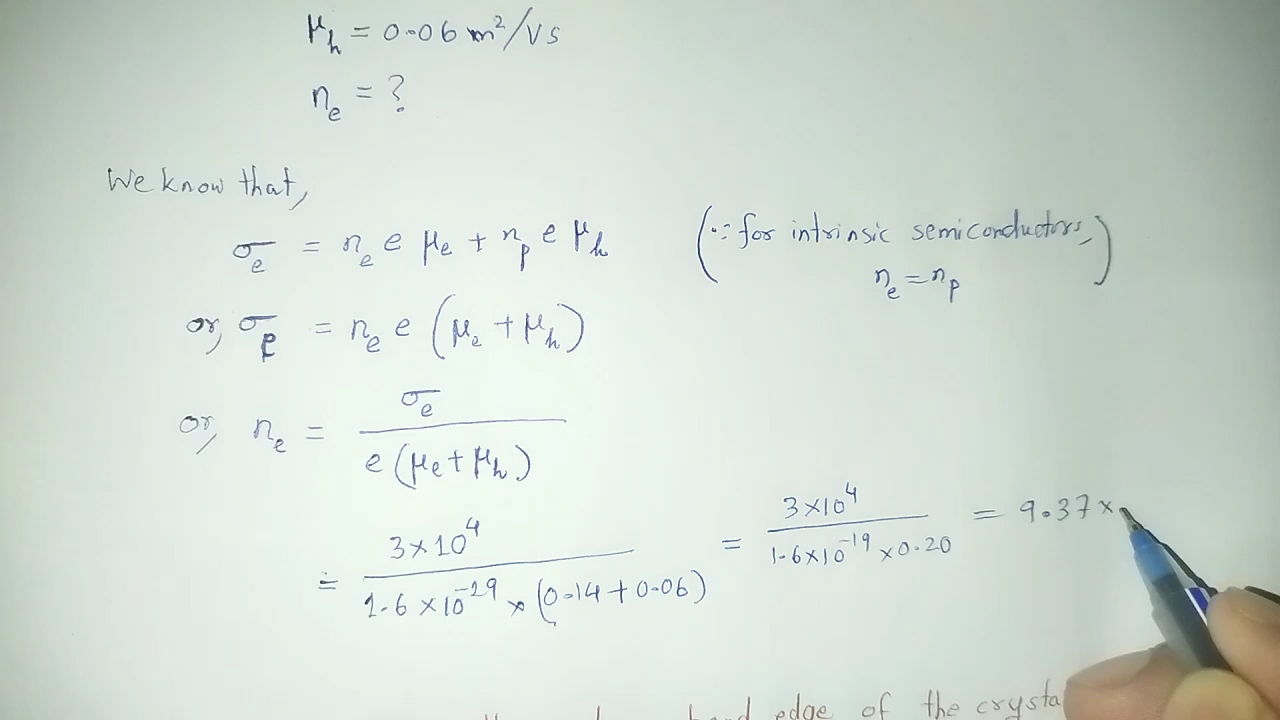 μh = 0.06 m²/Vs
ne = ?
We know that,
σe = ne e μe + np e μh (∵ for intrinsic semiconductors, ne = np)
or, σe = ne e (μe + μh)
or, ne = σe / e (μe + μh)
= 3×10⁴ / 1.6×10⁻¹⁹ × (0.14 + 0.06) = 3×10⁴ / 1.6×10⁻¹⁹ × 0.20 = 9.37×
edge of the crysta